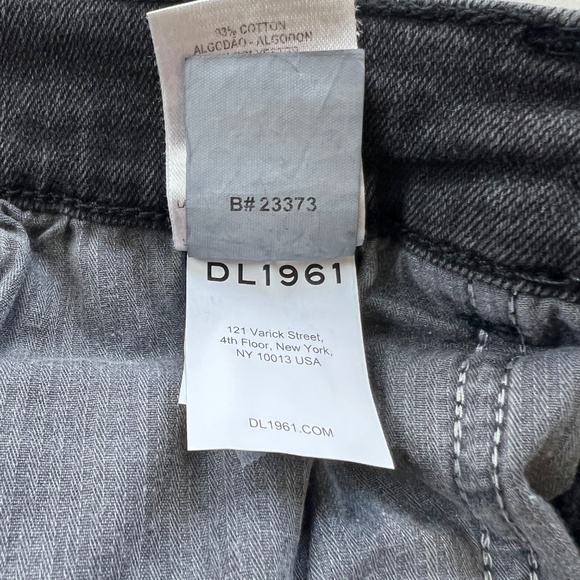 93% COTTON
ALGODÃO - ALGODON
B# 23373
DL1961
121 Varick Street,
4th Floor, New York,
NY 10013 USA
DL1961.COM